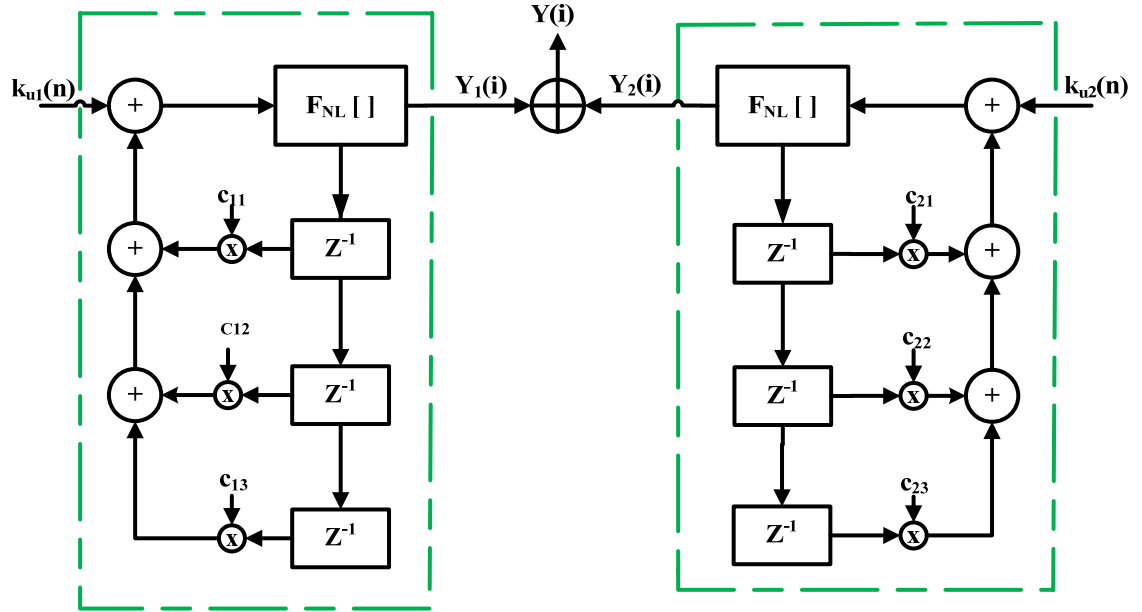 Y(i)
k_u1(n)
+
F_NL [ ]
Y_1(i)
Y_2(i)
F_NL [ ]
+
k_u2(n)
c_11
+
x
Z^-1
Z^-1
c_21
x
+
C12
+
x
Z^-1
Z^-1
c_22
x
+
c_13
x
Z^-1
Z^-1
c_23
x